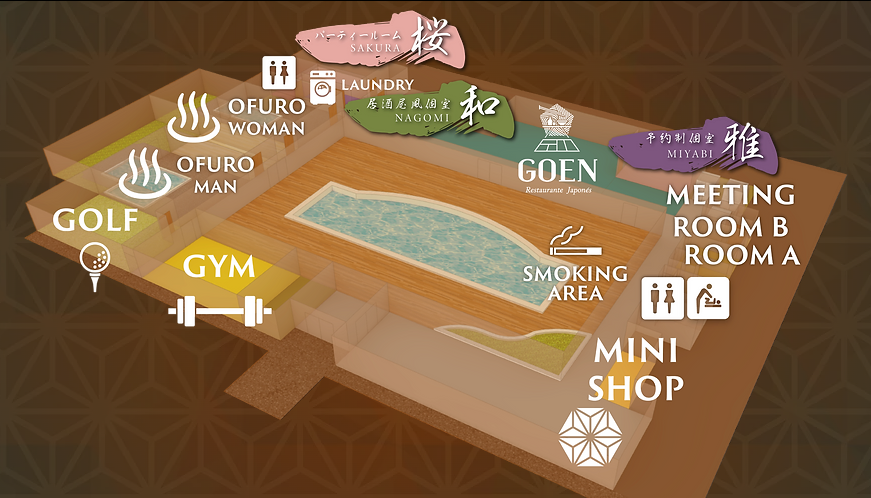 パーティールーム
SAKURA
桜
LAUNDRY
居酒屋風個室
NAGOMI
和
OFURO
WOMAN
OFURO
MAN
GOLF
GYM
GOEN
Restaurante Japonés
予約制個室
MIYABI
雅
MEETING
ROOM B
ROOM A
SMOKING
AREA
MINI
SHOP